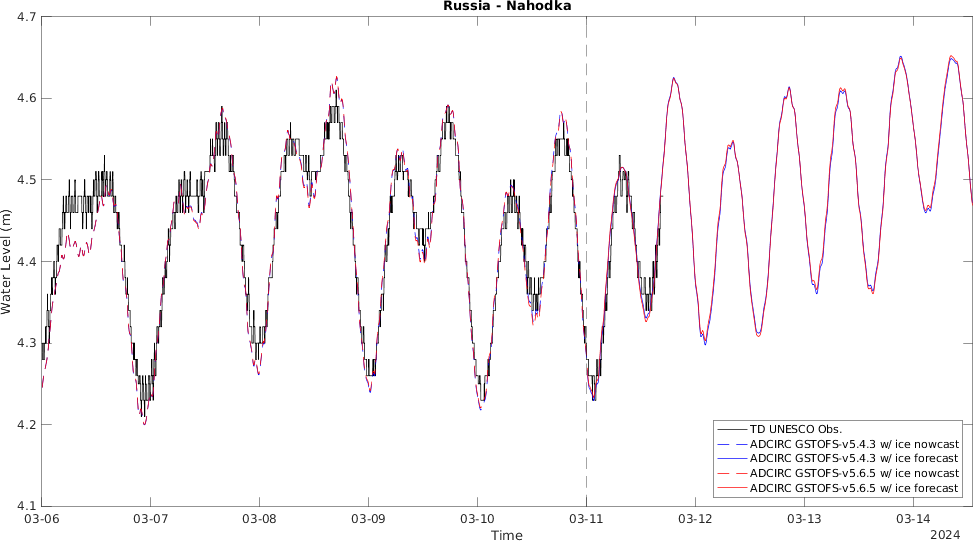 Russia - Nahodka
Water Level (m)
4.7
4.6
4.5
4.4
4.3
4.2
4.1
03-06
03-07
03-08
03-09
03-10
03-11
03-12
03-13
03-14
Time
2024
TD UNESCO Obs.
ADCIRC GSTOFS-v5.4.3 w/ ice nowcast
ADCIRC GSTOFS-v5.4.3 w/ ice forecast
ADCIRC GSTOFS-v5.6.5 w/ ice nowcast
ADCIRC GSTOFS-v5.6.5 w/ ice forecast